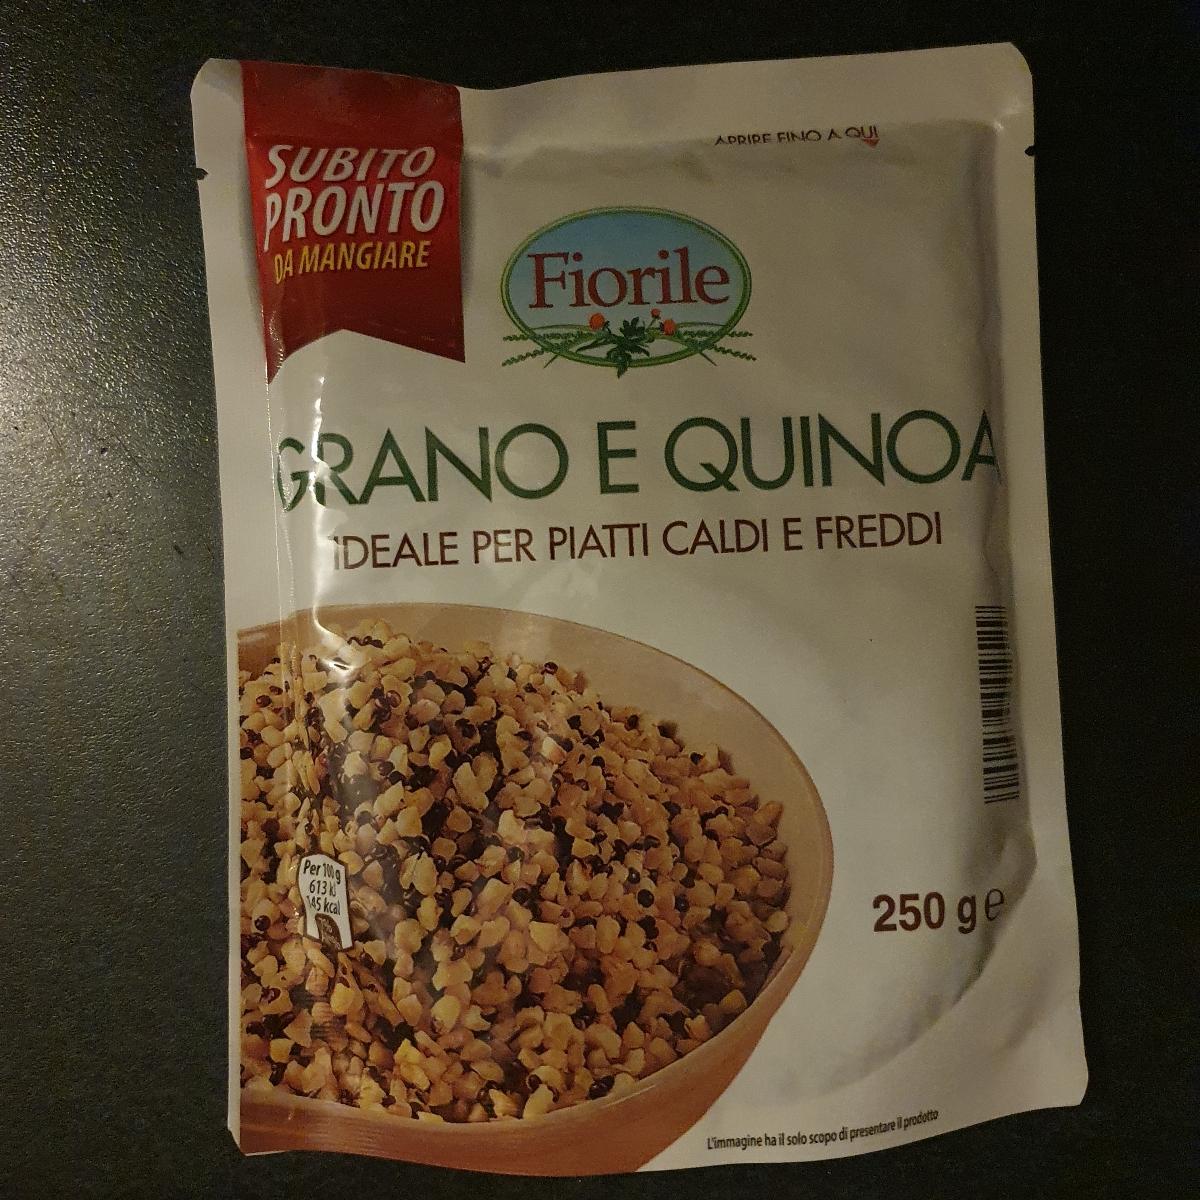 SUBITO
PRONTO
DA MANGIARE
APRIRE FINO A QUI
Fiorile
GRANO E QUINOA
IDEALE PER PIATTI CALDI E FREDDI
Per 100 g
613 kJ
145 kcal
250 g e
L'immagine ha il solo scopo di presentare il prodotto